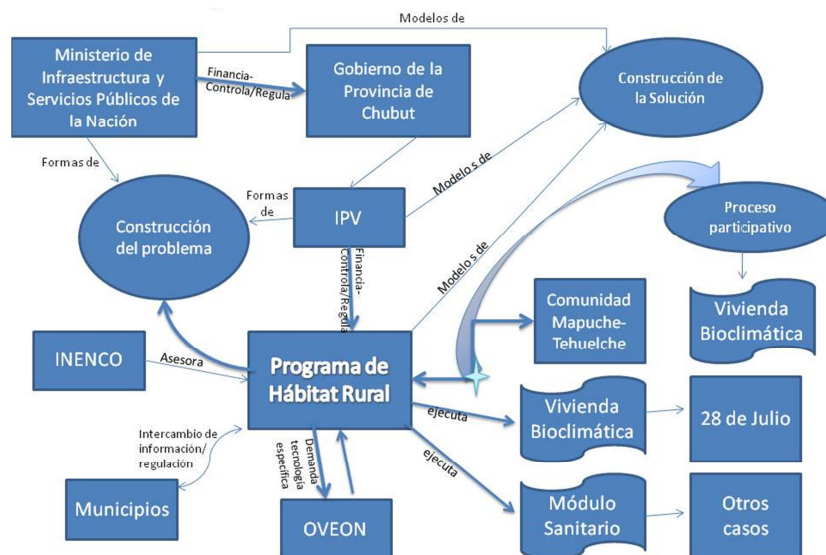 Modelos de
Ministerio de
Infraestructura y
Servicios Públicos de
la Nación
Financia-
Controla/Regula
Gobierno de la
Provincia de
Chubut
Construcción de
la Solución
Formas de
Formas
de
Modelo s de
Construcción
del problema
IPV
Proceso
participativo
Financia-
Controla/Regula
Modelo s de
Comunidad
Mapuche-
Tehuelche
Vivienda
Bioclimática
INENCO
Asesora
Programa de
Hábitat Rural
ejecuta
Vivienda
Bioclimática
28 de Julio
Intercambio de
información/
regulación
Demanda
tecnología
específica
ejecuta
Municipios
OVEON
Módulo
Sanitario
Otros
casos